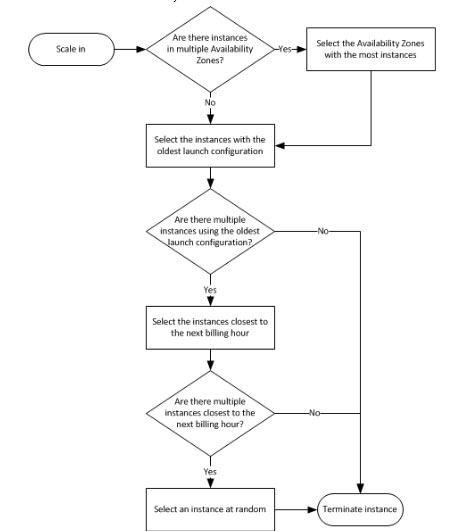 Scale in
Are there instances
in multiple Availability
Zones?
Yes
Select the Availability Zones
with the most instances
No
Select the instances with the
oldest launch configuration
Are there multiple
instances using the oldest
launch configuration?
No
Yes
Select the instances closest to
the next billing hour
Are there multiple
instances closest to the
next billing hour?
No
Yes
Select an instance at random
Terminate instance